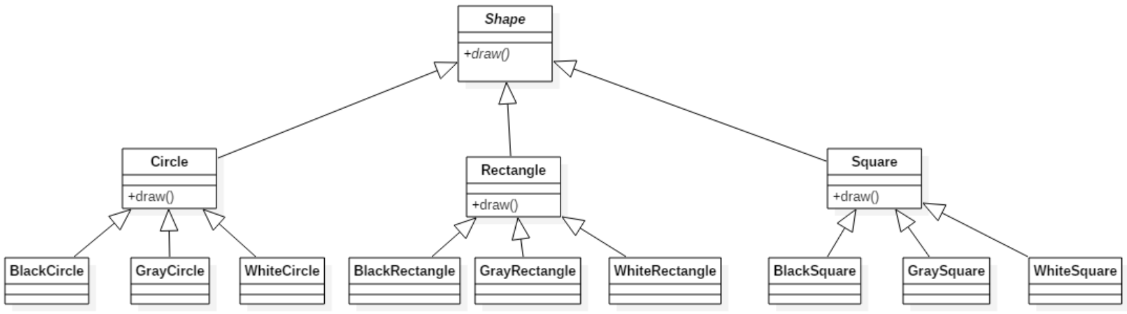 Shape
+draw()
Circle
+draw()
Rectangle
+draw()
Square
+draw()
BlackCircle
GrayCircle
WhiteCircle
BlackRectangle
GrayRectangle
WhiteRectangle
BlackSquare
GraySquare
WhiteSquare